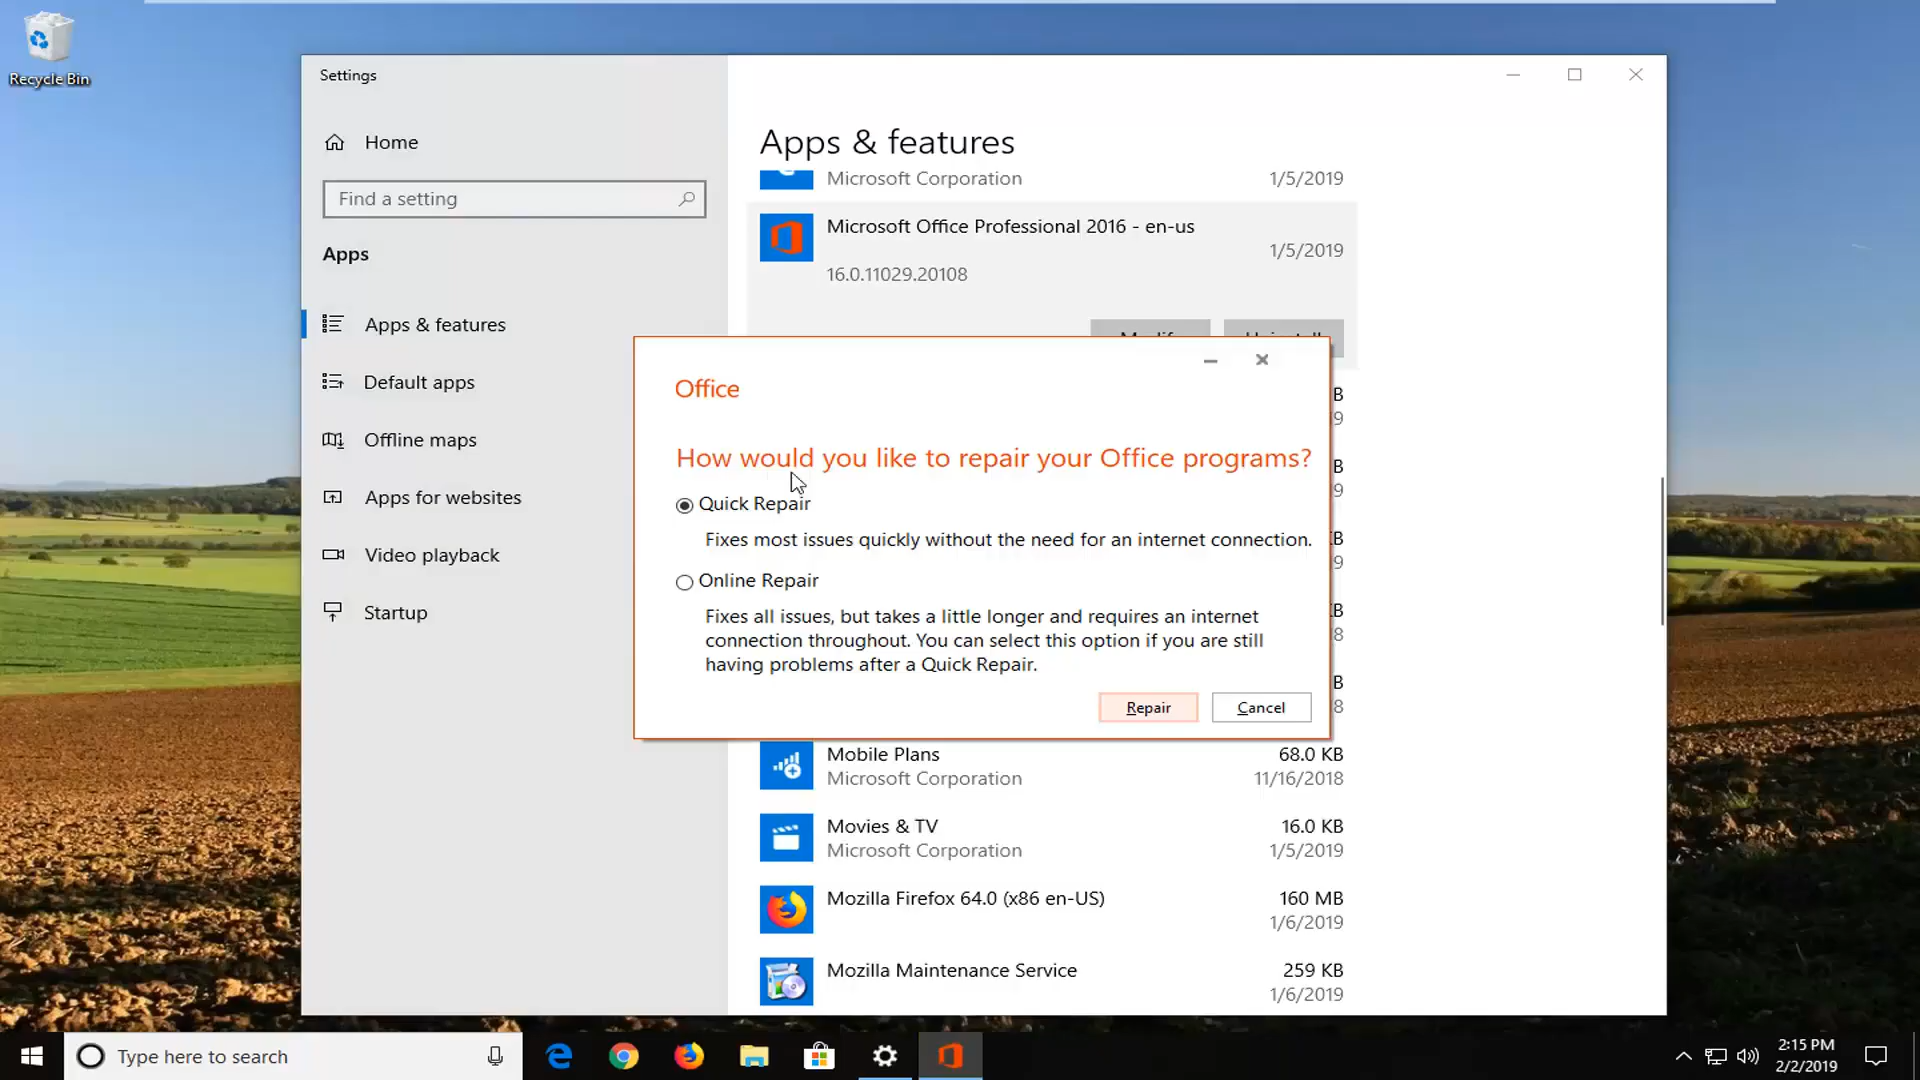 Recycle Bin
Settings
Home
Find a setting
Apps
Apps & features
Default apps
Offline maps
Apps for websites
Video playback
Startup
Apps & features
Microsoft Corporation 1/5/2019
Microsoft Office Professional 2016 - en-us
1/5/2019
16.0.11029.20108
Office
How would you like to repair your Office programs?
Quick Repair
Fixes most issues quickly without the need for an internet connection.
Online Repair
Fixes all issues, but takes a little longer and requires an internet
connection throughout. You can select this option if you are still
having problems after a Quick Repair.
Repair Cancel
Mobile Plans 68.0 KB
Microsoft Corporation 11/16/2018
Movies & TV 16.0 KB
Microsoft Corporation 1/5/2019
Mozilla Firefox 64.0 (x86 en-US) 160 MB
1/6/2019
Mozilla Maintenance Service 259 KB
1/6/2019
Type here to search
2:15 PM
2/2/2019